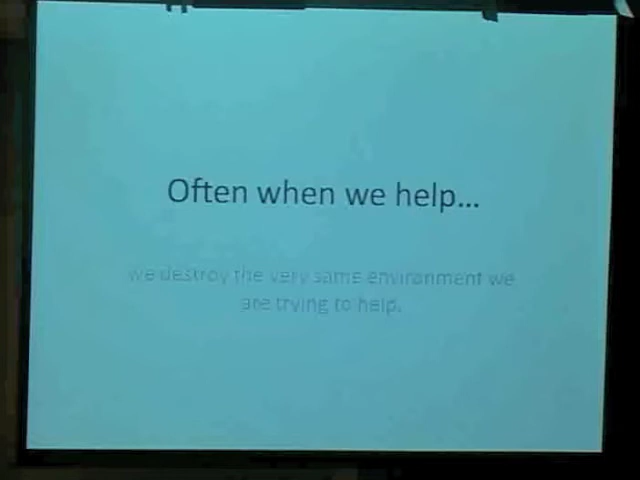 Often when we help...
we destroy the very same environment we
are trying to help.